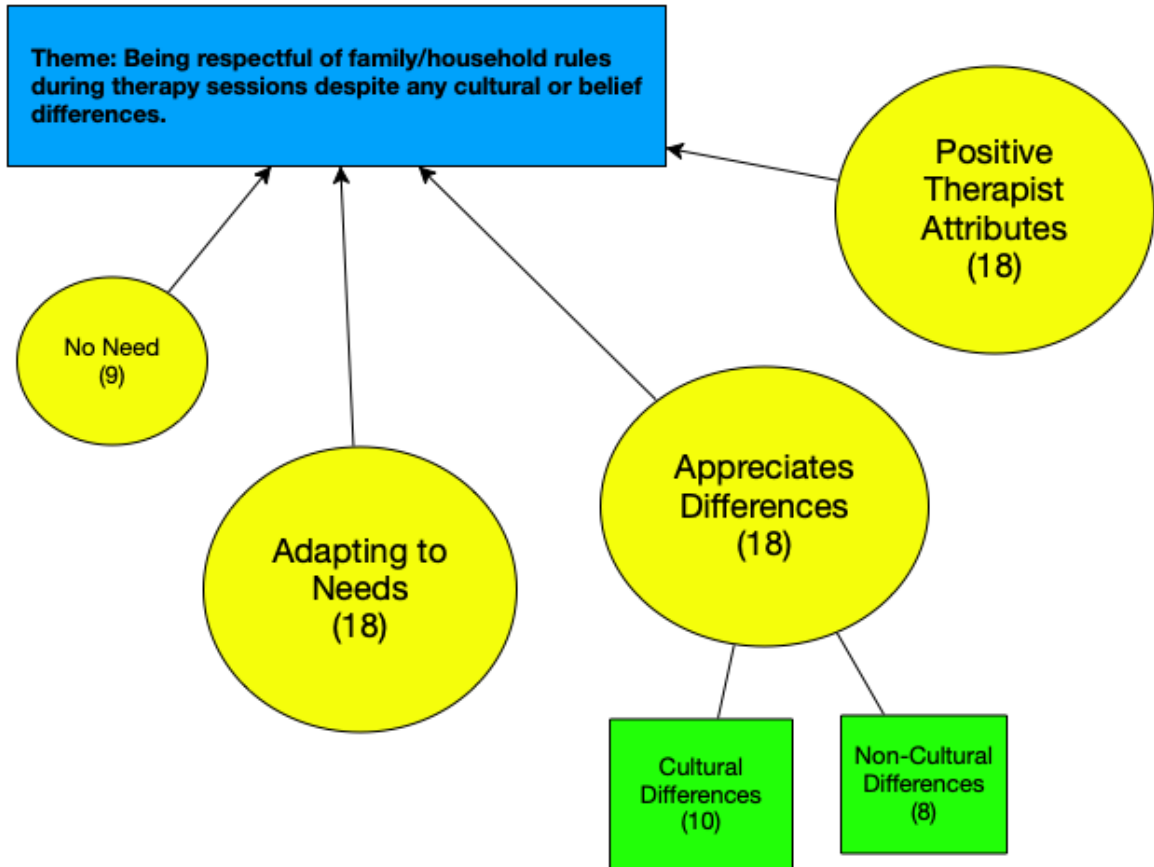 Theme: Being respectful of family/household rules
during therapy sessions despite any cultural or belief
differences.
Positive
Therapist
Attributes
(18)
No Need
(9)
Appreciates
Differences
(18)
Adapting to
Needs
(18)
Cultural
Differences
(10)
Non-Cultural
Differences
(8)